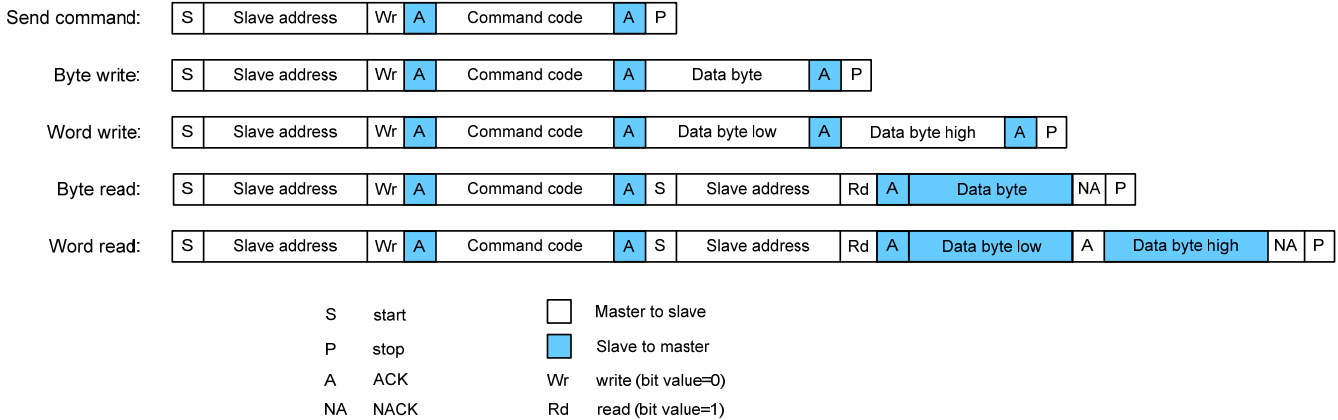 Send command: S Slave address Wr A Command code A P
Byte write: S Slave address Wr A Command code A Data byte A P
Word write: S Slave address Wr A Command code A Data byte low A Data byte high A P
Byte read: S Slave address Wr A Command code A S Slave address Rd A Data byte NA P
Word read: S Slave address Wr A Command code A S Slave address Rd A Data byte low A Data byte high NA P
S start Master to slave
P stop Slave to master
A ACK Wr write (bit value=0)
NA NACK Rd read (bit value=1)